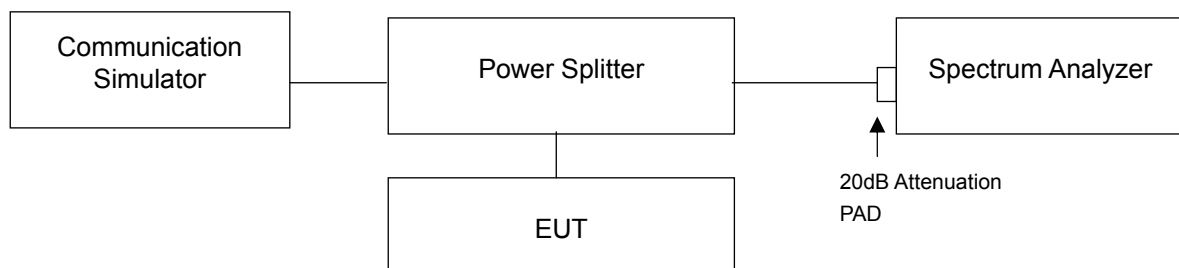 Communication
Simulator
Power Splitter
Spectrum Analyzer
20dB Attenuation
PAD
EUT